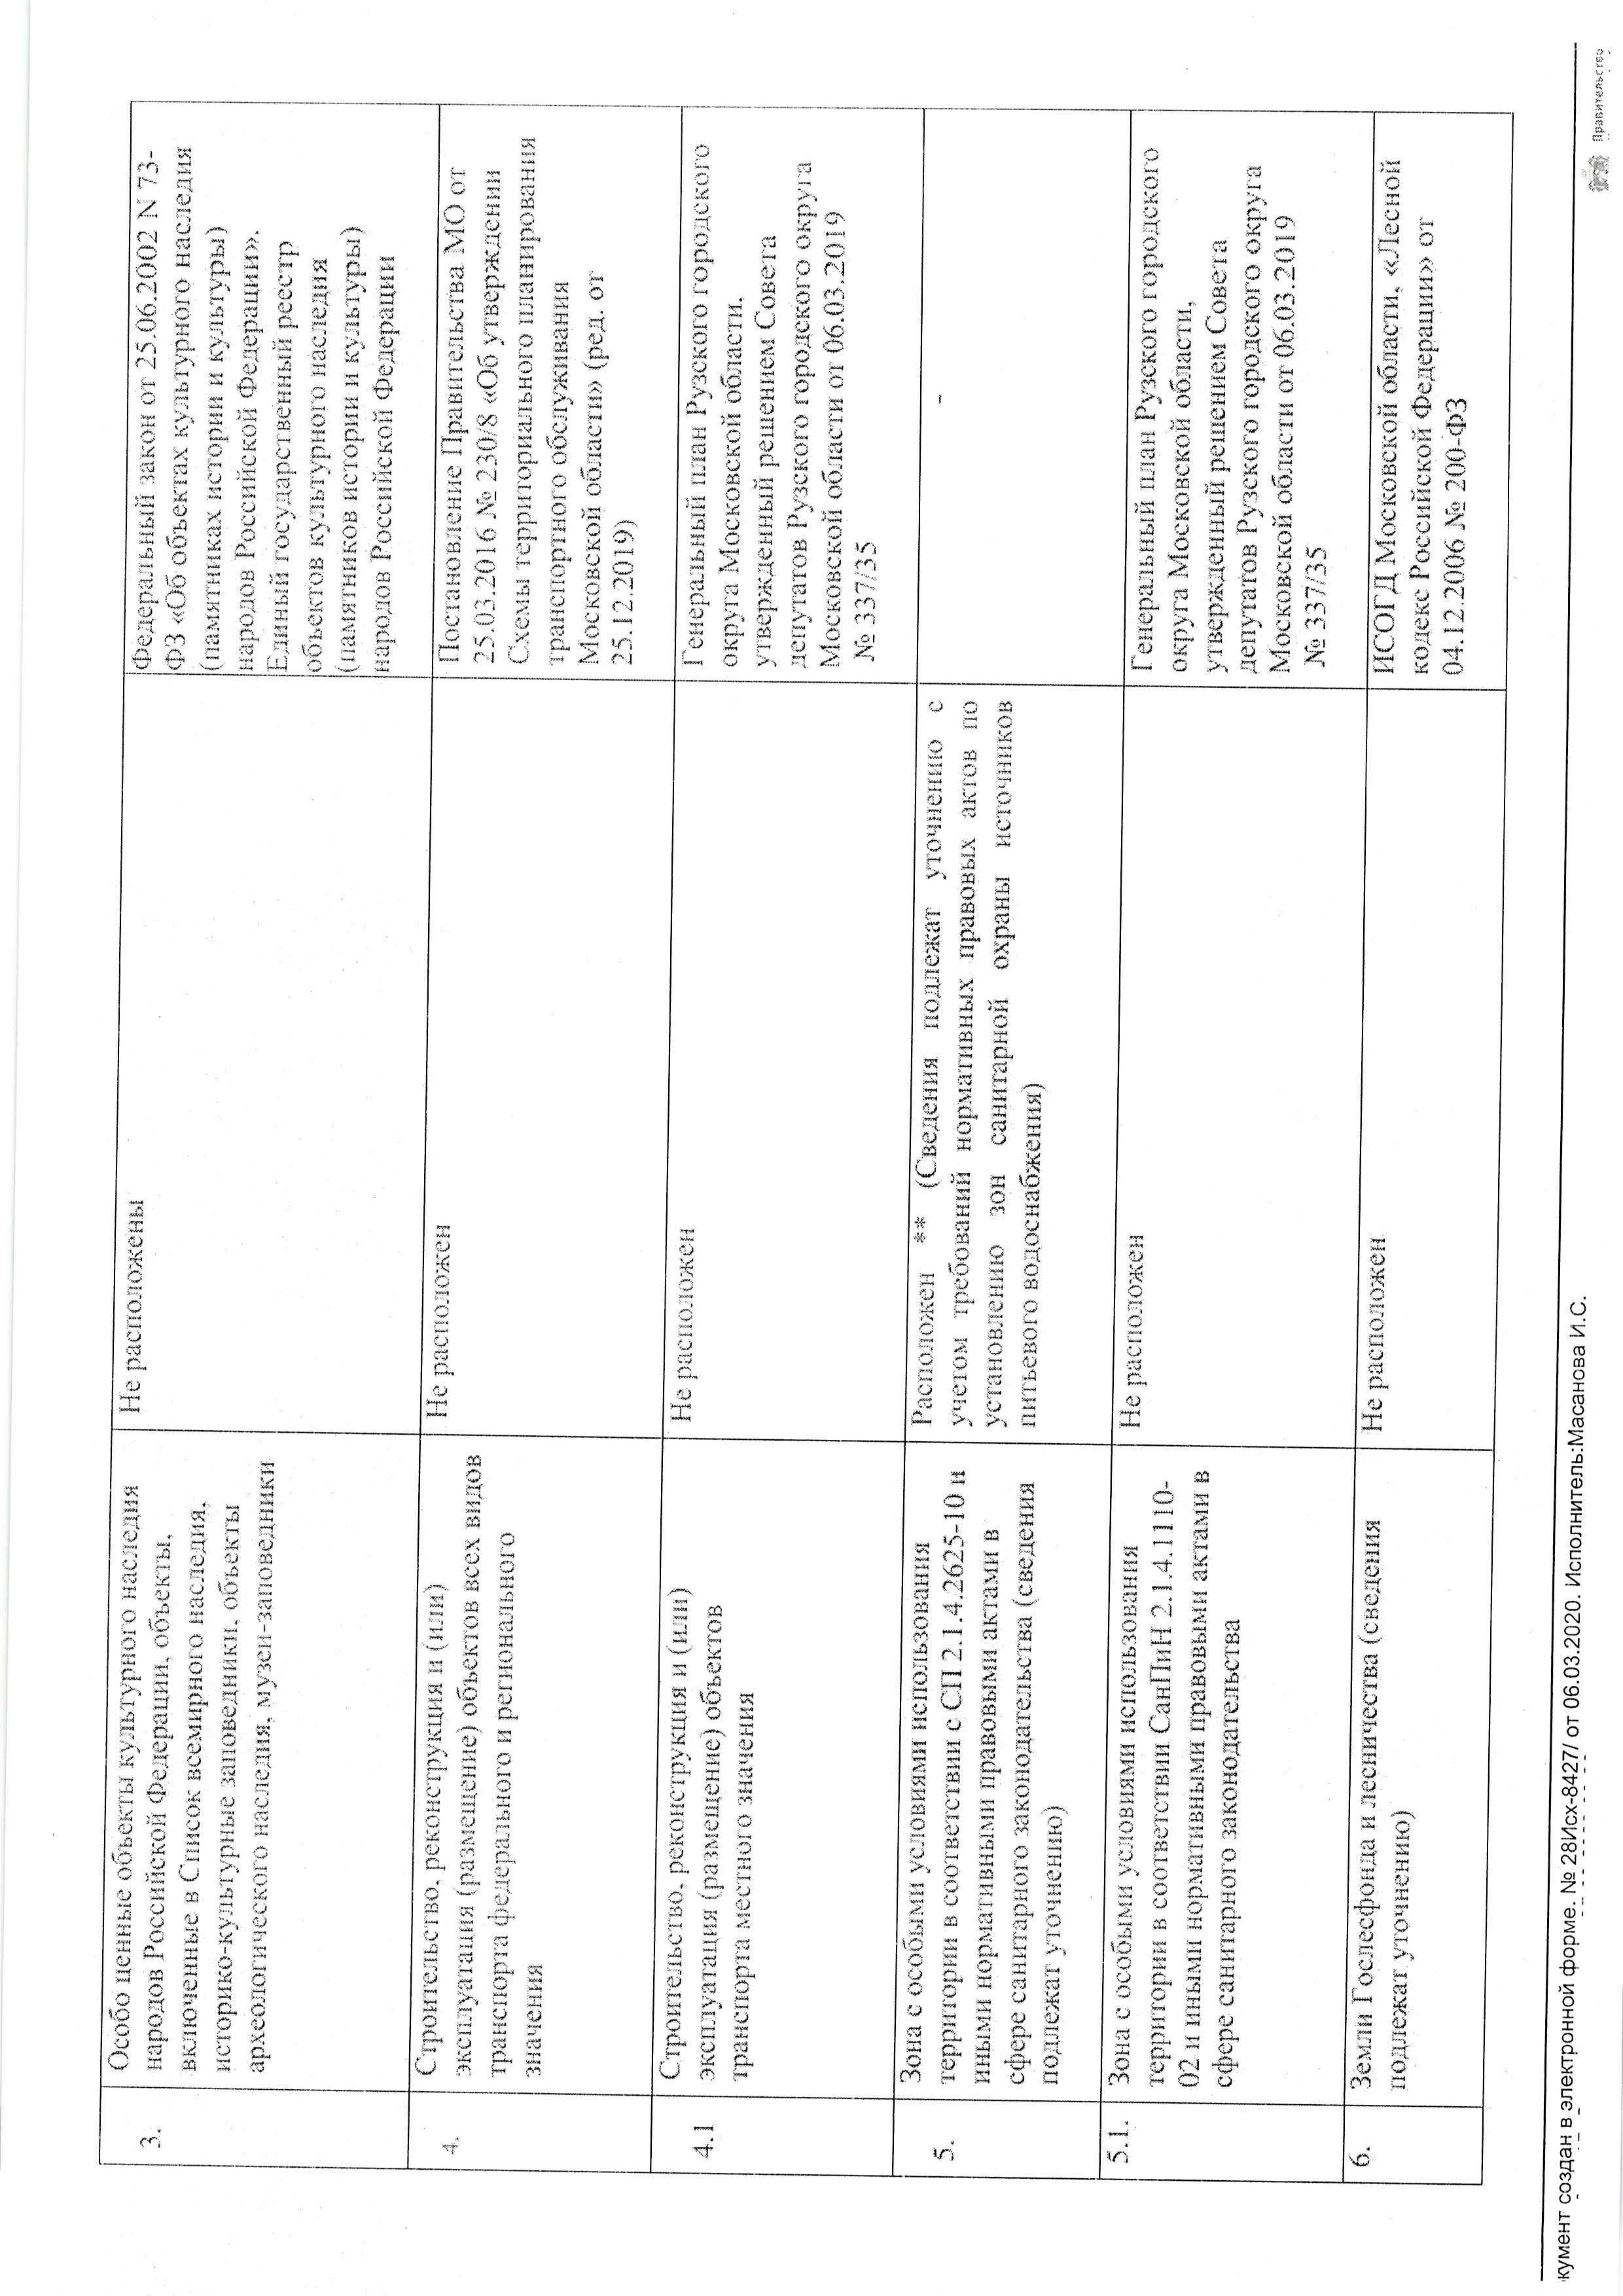 3.
Особо ценные объекты культурного наследия
народов Российской Федерации, объекты,
включенные в Список всемирного наследия,
историко-культурные заповедники, объекты
археологического наследия, музеи-заповедники
Не расположены
Федеральный закон от 25.06.2002 N 73-
ФЗ «Об объектах культурного наследия
(памятниках истории и культуры)
народов Российской Федерации».
Единый государственный реестр
объектов культурного наследия
(памятников истории и культуры)
народов Российской Федерации
4.
Строительство, реконструкция и (или)
эксплуатация (размещение) объектов всех видов
транспорта федерального и регионального
значения
Не расположен
Постановление Правительства МО от
25.03.2016 № 230/8 «Об утверждении
Схемы территориального планирования
транспортного обслуживания
Московской области» (ред. от
25.12.2019)
4.1
Строительство, реконструкция и (или)
эксплуатация (размещение) объектов
транспорта местного значения
Не расположен
Генеральный план Рузского городского
округа Московской области,
утвержденный решением Совета
депутатов Рузского городского округа
Московской области от 06.03.2019
№ 337/35
5.
Зона с особыми условиями использования
территории в соответствии с СП 2.1.4.2625-10 и
иными нормативными правовыми актами в
сфере санитарного законодательства (сведения
подлежат уточнению)
Расположен ** (Сведения подлежат уточнению с
учетом требований нормативных правовых актов по
установлению зон санитарной охраны источников
питьевого водоснабжения)
-
5.1.
Зона с особыми условиями использования
территории в соответствии СанПиН 2.1.4.1110-
02 и иными нормативными правовыми актами в
сфере санитарного законодательства
Не расположен
Генеральный план Рузского городского
округа Московской области,
утвержденный решением Совета
депутатов Рузского городского округа
Московской области от 06.03.2019
№ 337/35
6.
Земли Гослесфонда и лесничества (сведения
подлежат уточнению)
Не расположен
ИСОГД Московской области, «Лесной
кодекс Российской Федерации» от
04.12.2006 № 200-ФЗ
кумент создан в электронной форме. № 28Исх-8427/ от 06.03.2020. Исполнитель:Масанова И.С.
Правительство